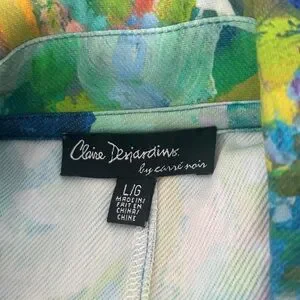 Claire Desjardins.
by carré noir
L/G
MADE IN/
FAIT EN
CHINA/
CHINE